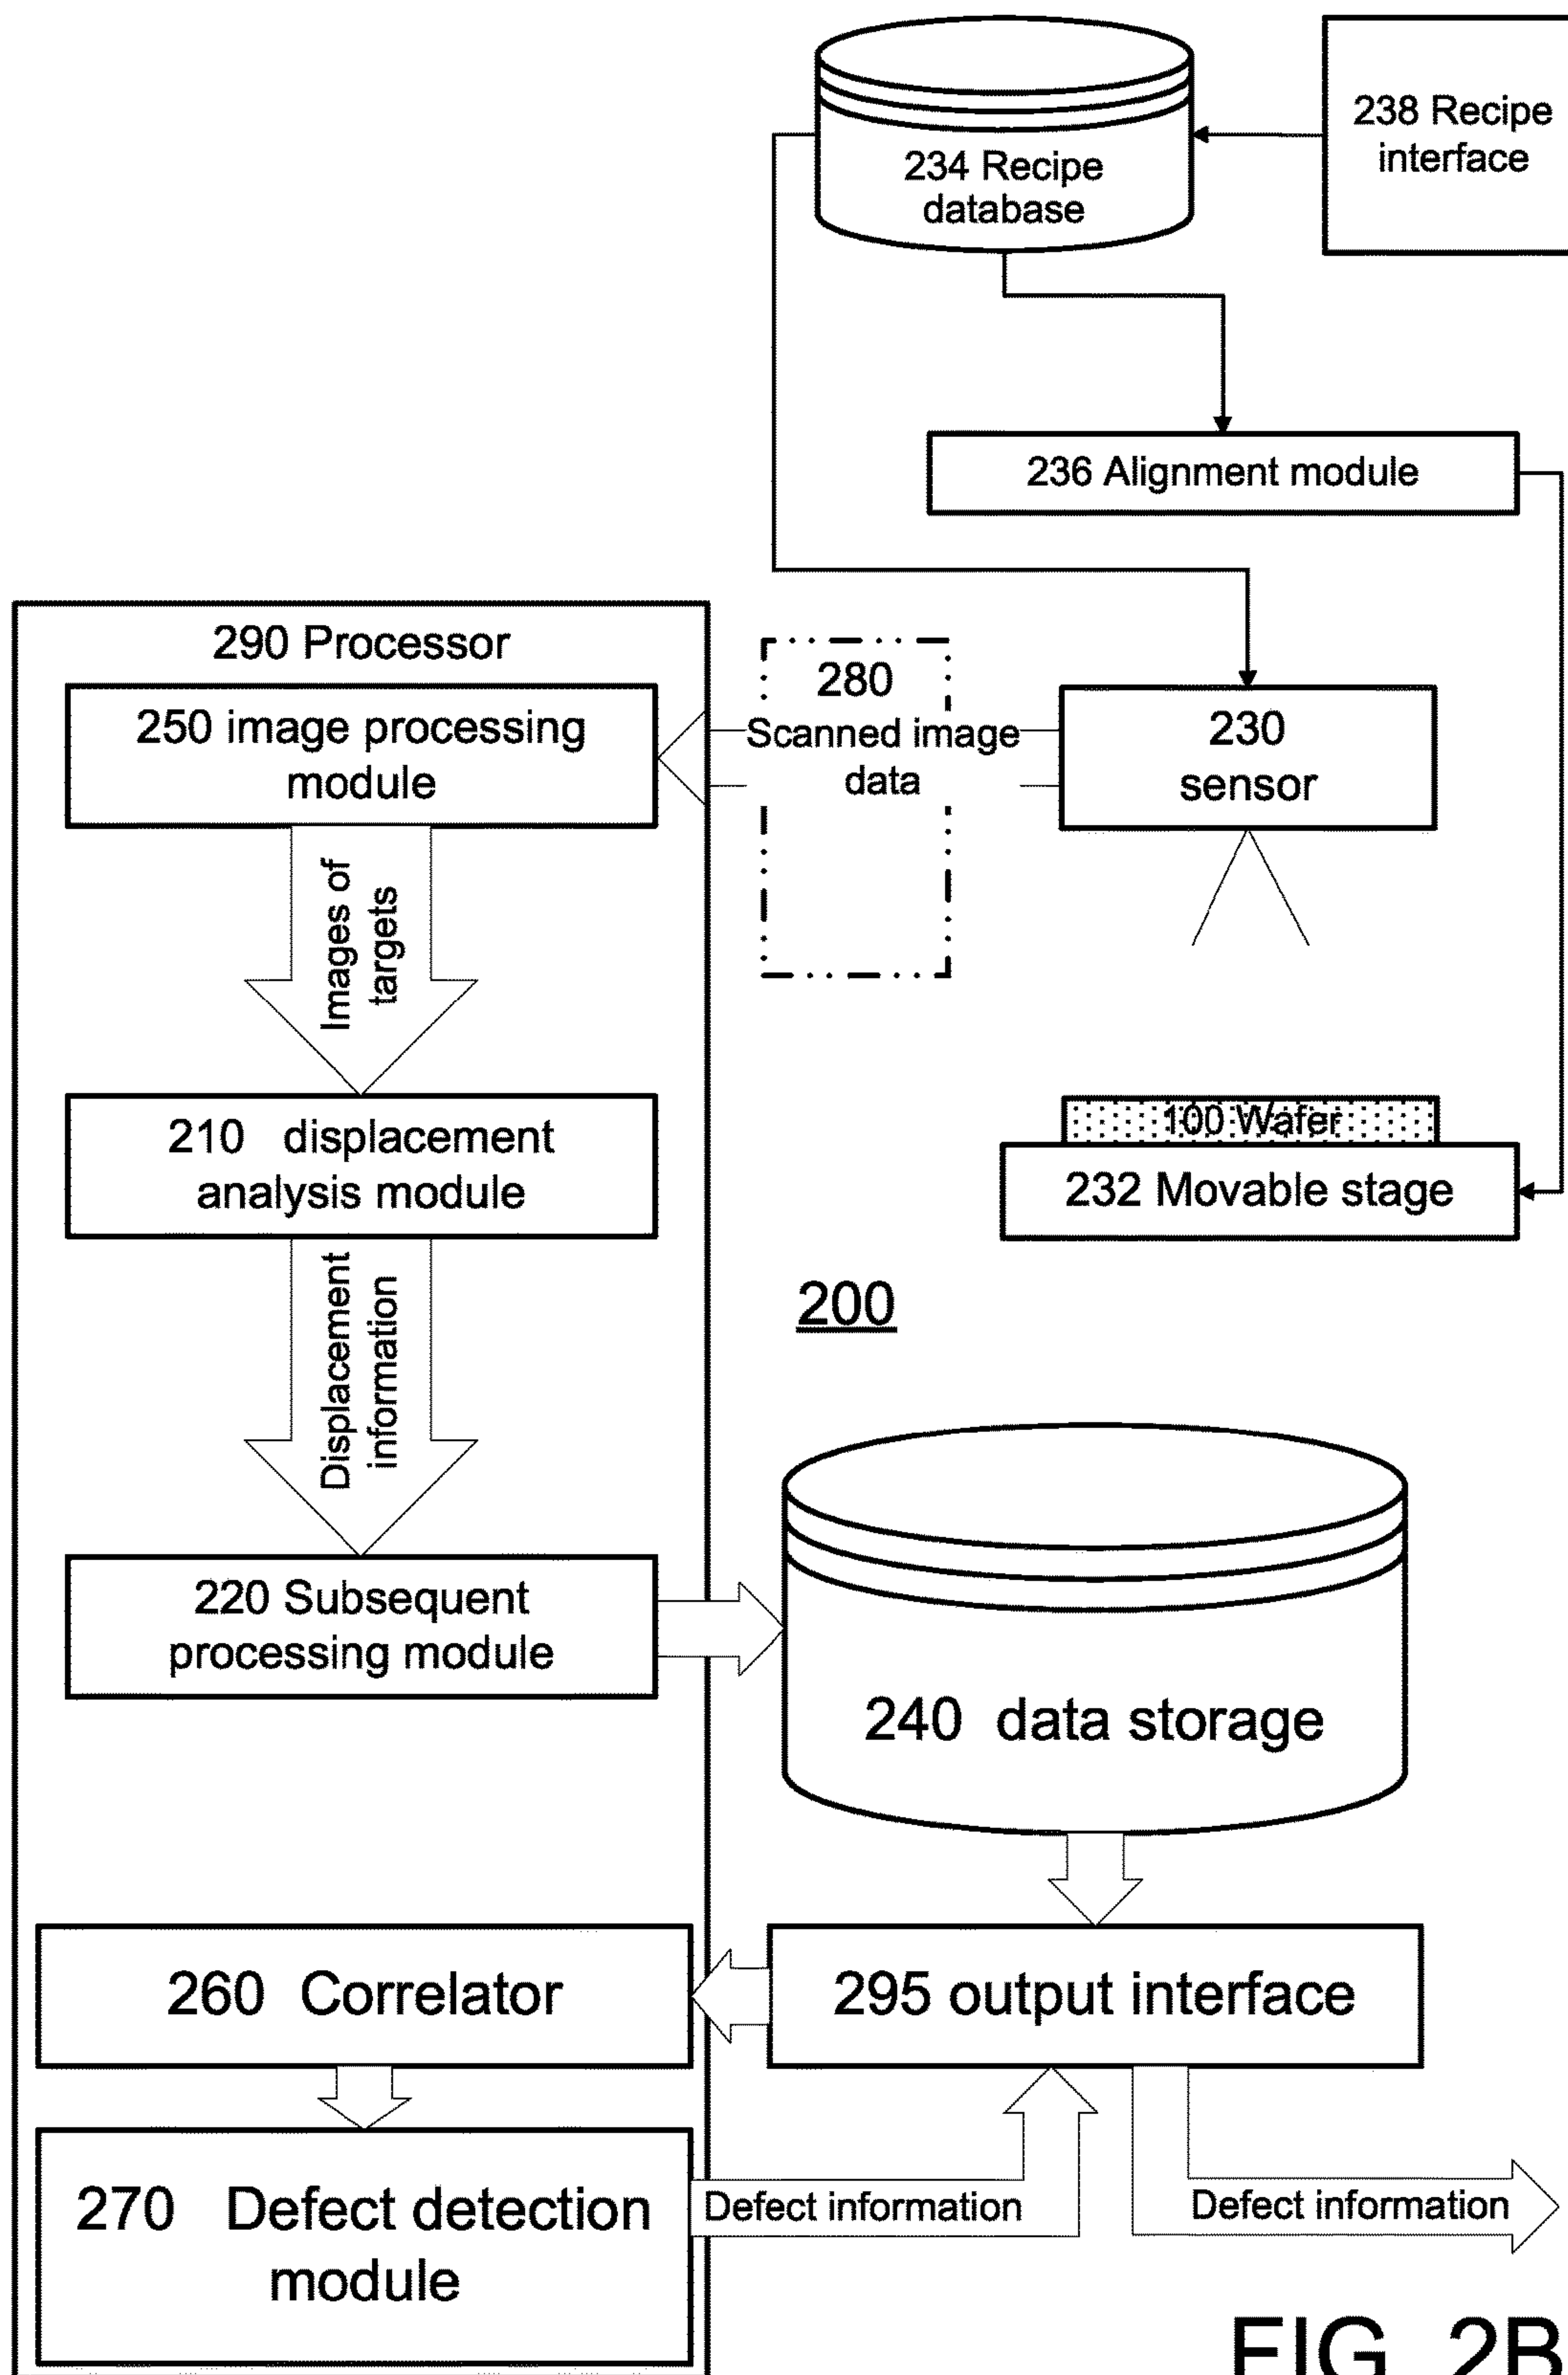 238 Recipe
interface
234 Recipe
database
236 Alignment module
290 Processor
250 image processing
module
280
Scanned image
data
230
sensor
Images of
targets
210 displacement
analysis module
100 Wafer
232 Movable stage
Displacement
information
200
220 Subsequent
processing module
240 data storage
260 Correlator
295 output interface
270 Defect detection
module
Defect information
Defect information
FIG. 2B